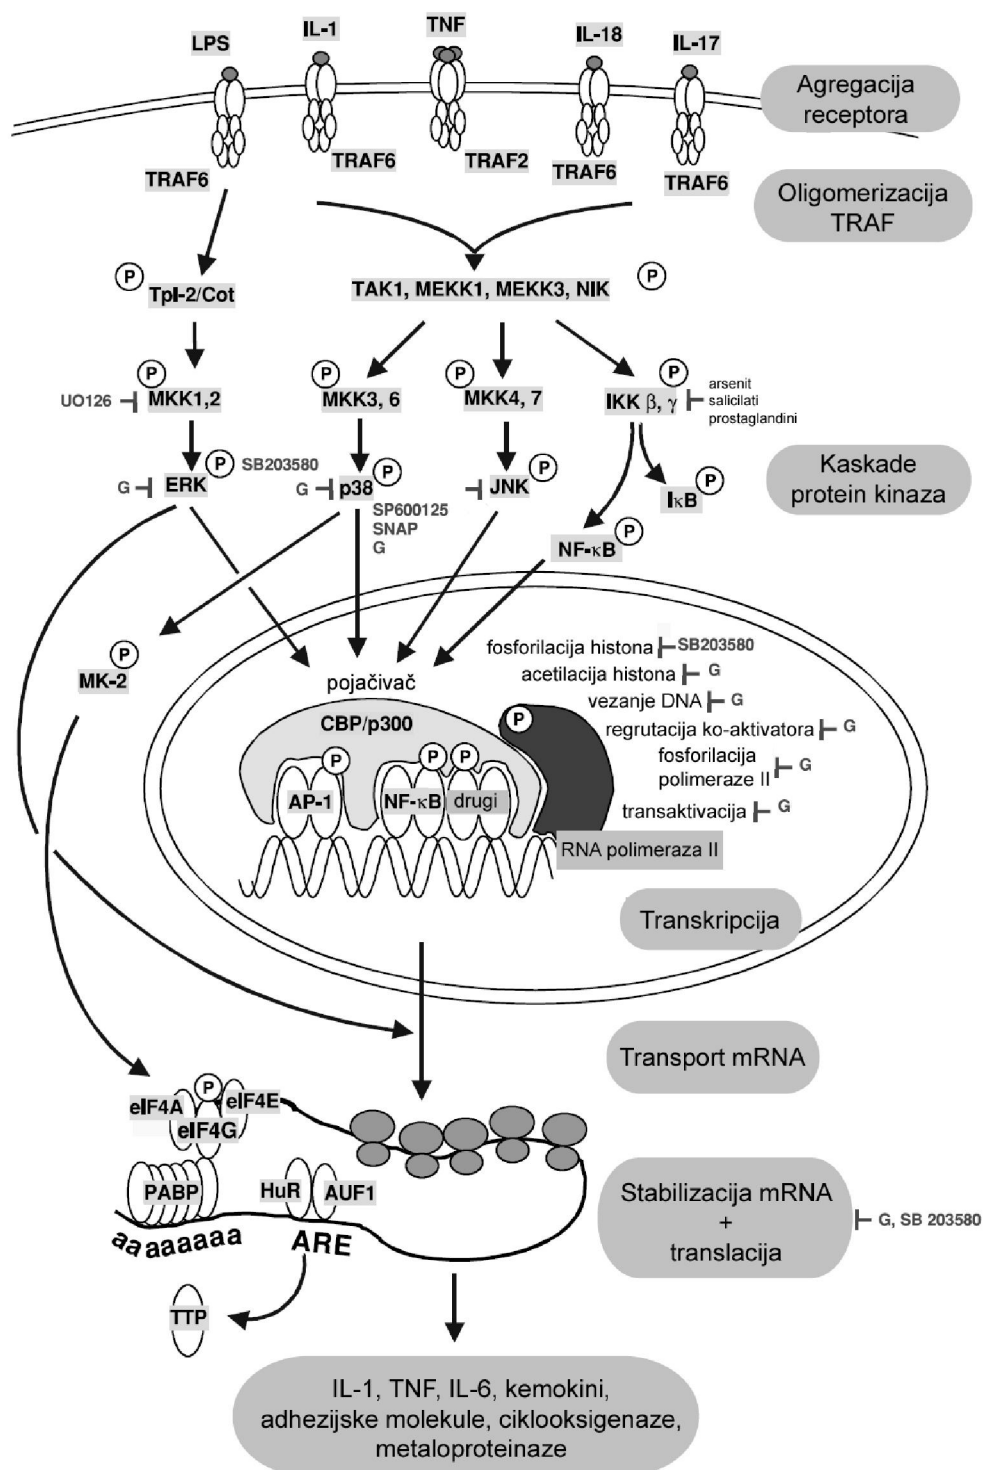 LPS
IL-1
TNF
IL-18
IL-17
Agregacija
receptora
TRAF6
TRAF6
TRAF2
TRAF6
TRAF6
Oligomerizacija
TRAF
P
Tpl-2/Cot
TAK1, MEKK1, MEKK3, NIK
P
UO126
P
MKK1,2
P
MKK3, 6
P
MKK4, 7
P
IKK β, γ
arsenit
salicilati
prostaglandini
G
ERK
P
SB203580
G
p38
P
SP600125
SNAP
G
JNK
P
IκB
P
NF-κB
P
Kaskade
protein kinaza
P
MK-2
fosforilacija histona
SB203580
acetilacija histona
G
vezanje DNA
G
regrutacija ko-aktivatora
G
fosforilacija
polimeraze II
G
transaktivacija
G
pojačivač
CBP/p300
P
P
P
P
AP-1
NF-κB
drugi
RNA polimeraza II
Transkripcija
Transport mRNA
P
eIF4A
eIF4E
eIF4G
PABP
HuR
AUF1
aaaaaaaa
ARE
TTP
Stabilizacija mRNA
+
translacija
G, SB 203580
IL-1, TNF, IL-6, kemokini,
adhezijske molekule, ciklooksigenaze,
metaloproteinaze